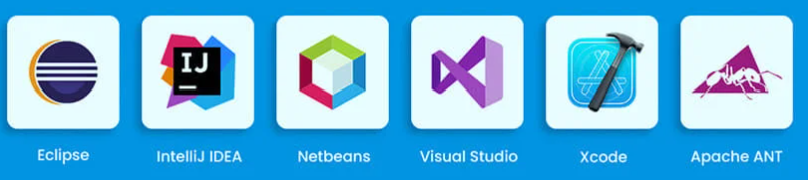 IJ
Eclipse
IntelliJ IDEA
Netbeans
Visual Studio
Xcode
Apache ANT